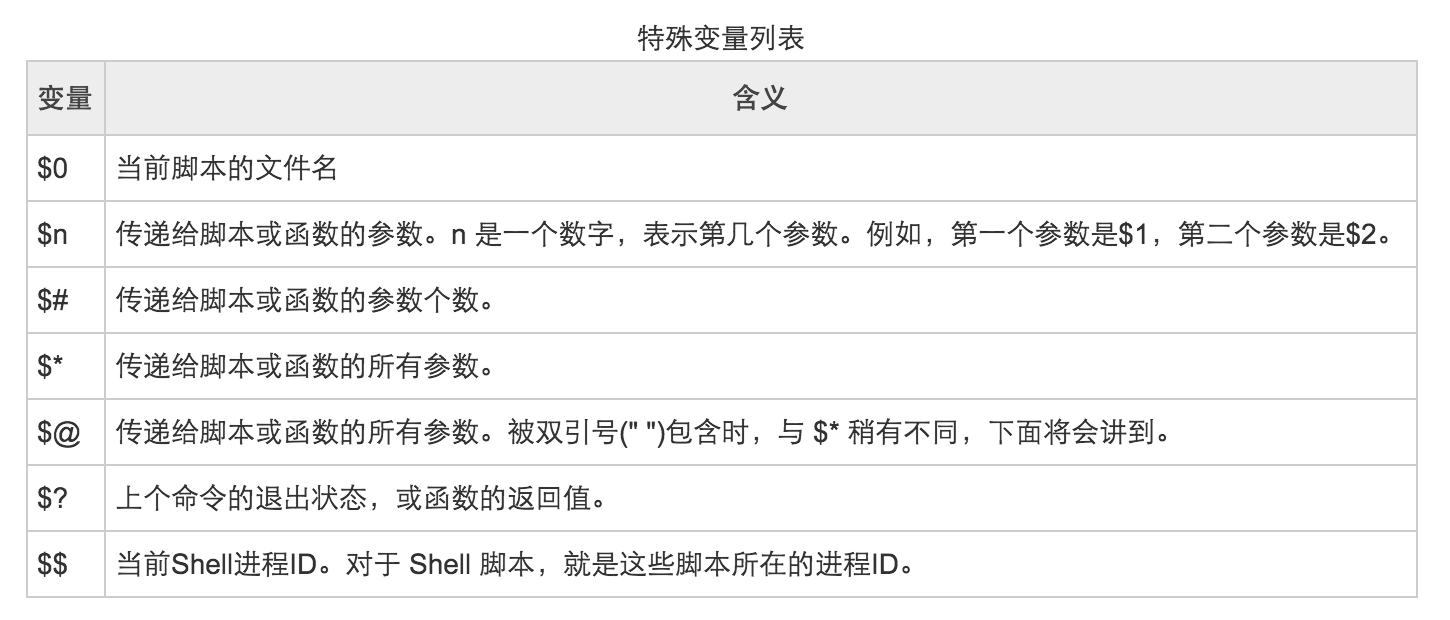 特殊变量列表
变量 含义
$0 当前脚本的文件名
$n 传递给脚本或函数的参数。n 是一个数字，表示第几个参数。例如，第一个参数是$1，第二个参数是$2。
$# 传递给脚本或函数的参数个数。
$* 传递给脚本或函数的所有参数。
$@ 传递给脚本或函数的所有参数。被双引号(" ")包含时，与 $* 稍有不同，下面将会讲到。
$? 上个命令的退出状态，或函数的返回值。
$$ 当前Shell进程ID。对于 Shell 脚本，就是这些脚本所在的进程ID。